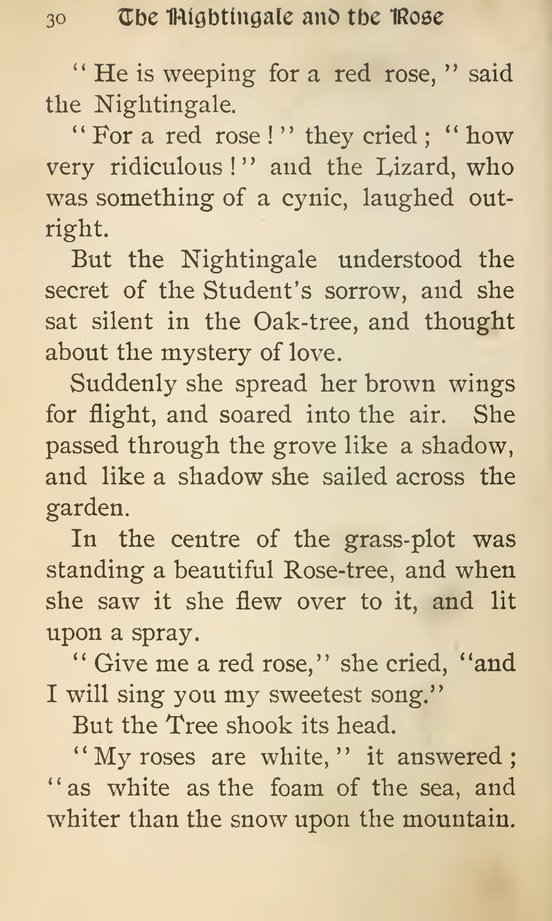 30 The Nightingale and the Rose
“ He is weeping for a red rose, ” said
the Nightingale.
“ For a red rose ! ” they cried ; “ how
very ridiculous ! ” and the Lizard, who
was something of a cynic, laughed out-
right.
But the Nightingale understood the
secret of the Student’s sorrow, and she
sat silent in the Oak-tree, and thought
about the mystery of love.
Suddenly she spread her brown wings
for flight, and soared into the air. She
passed through the grove like a shadow,
and like a shadow she sailed across the
garden.
In the centre of the grass-plot was
standing a beautiful Rose-tree, and when
she saw it she flew over to it, and lit
upon a spray.
“ Give me a red rose,” she cried, “and
I will sing you my sweetest song.”
But the Tree shook its head.
“ My roses are white, ” it answered ;
“as white as the foam of the sea, and
whiter than the snow upon the mountain.